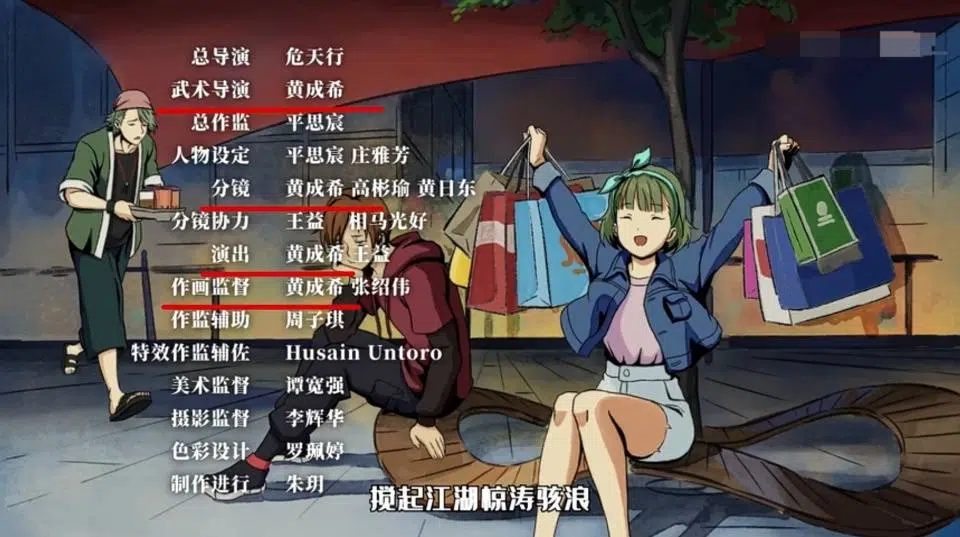 总导演 危天行
武术导演 黄成希
总作监 平思宸
人物设定 平思宸 庄雅芳
分镜 黄成希 高彬瑜 黄日东
分镜协力 王益 相马光好
演出 黄成希 王益
作画监督 黄成希 张绍伟
作监辅助 周子琪
特效作监辅佐 Husain Untoro
美术监督 谭宽强
摄影监督 李辉华
色彩设计 罗珮婷
制作进行 朱玥
搅起江湖惊涛骇浪